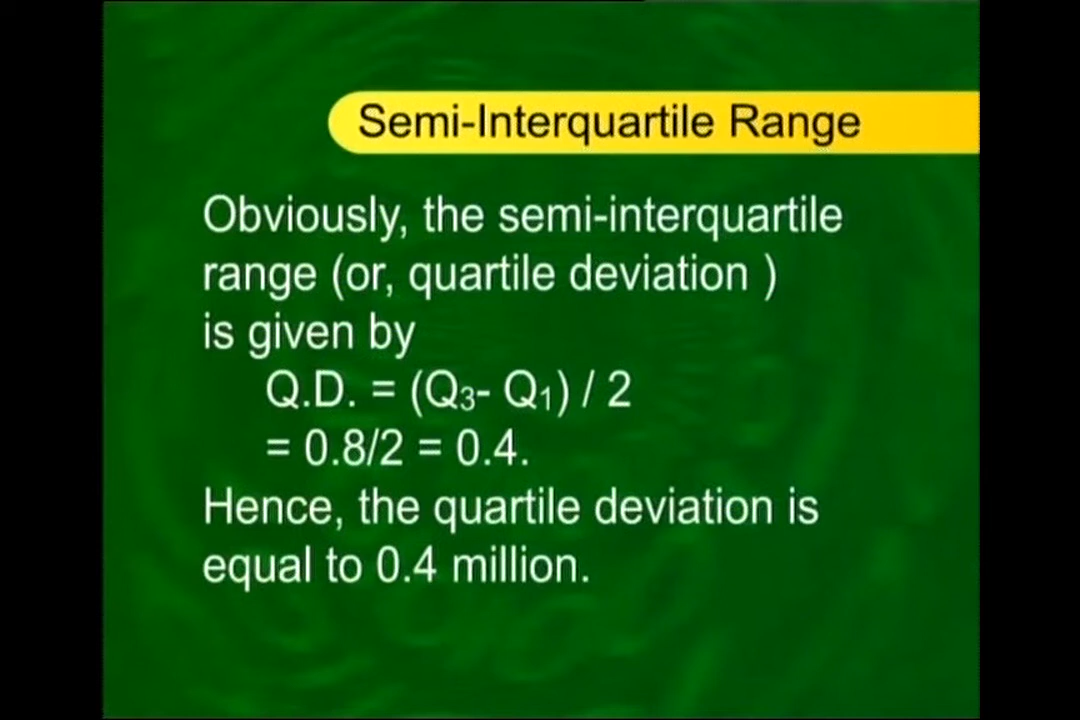 Semi-Interquartile Range
Obviously, the semi-interquartile
range (or, quartile deviation )
is given by
Q.D. = (Q₃- Q₁) / 2
= 0.8/2 = 0.4.
Hence, the quartile deviation is
equal to 0.4 million.